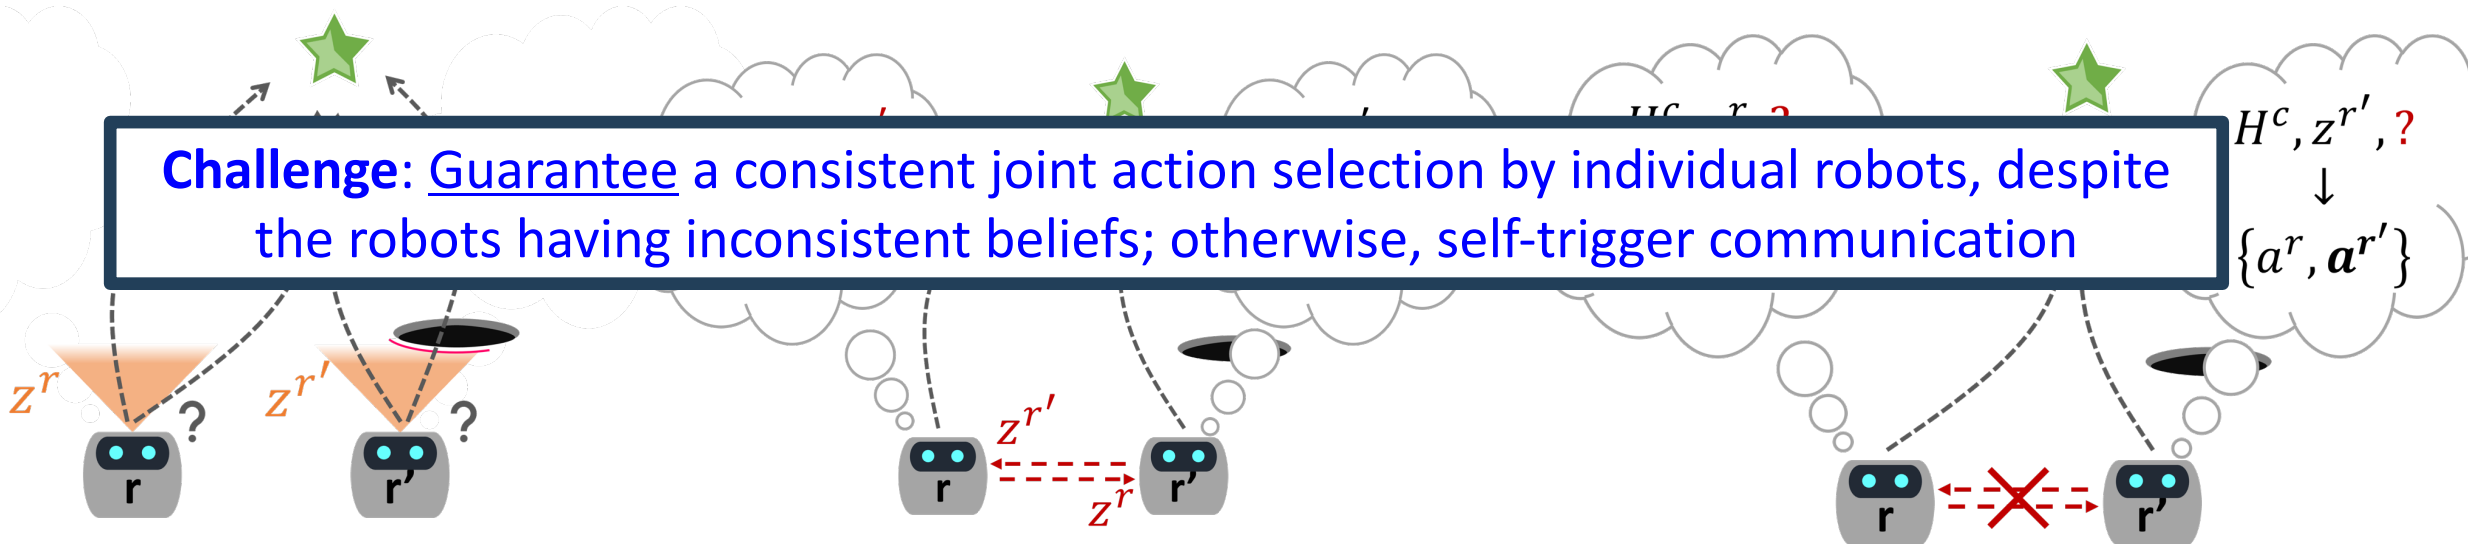 Challenge: Guarantee a consistent joint action selection by individual robots, despite
the robots having inconsistent beliefs; otherwise, self-trigger communication
H^c, z^{r'}, ?
↓
{a^r, a^{r'}}
z^r
?
z^{r'}
?
z^{r'}
z^r
r
r'
r
r'
r
r'